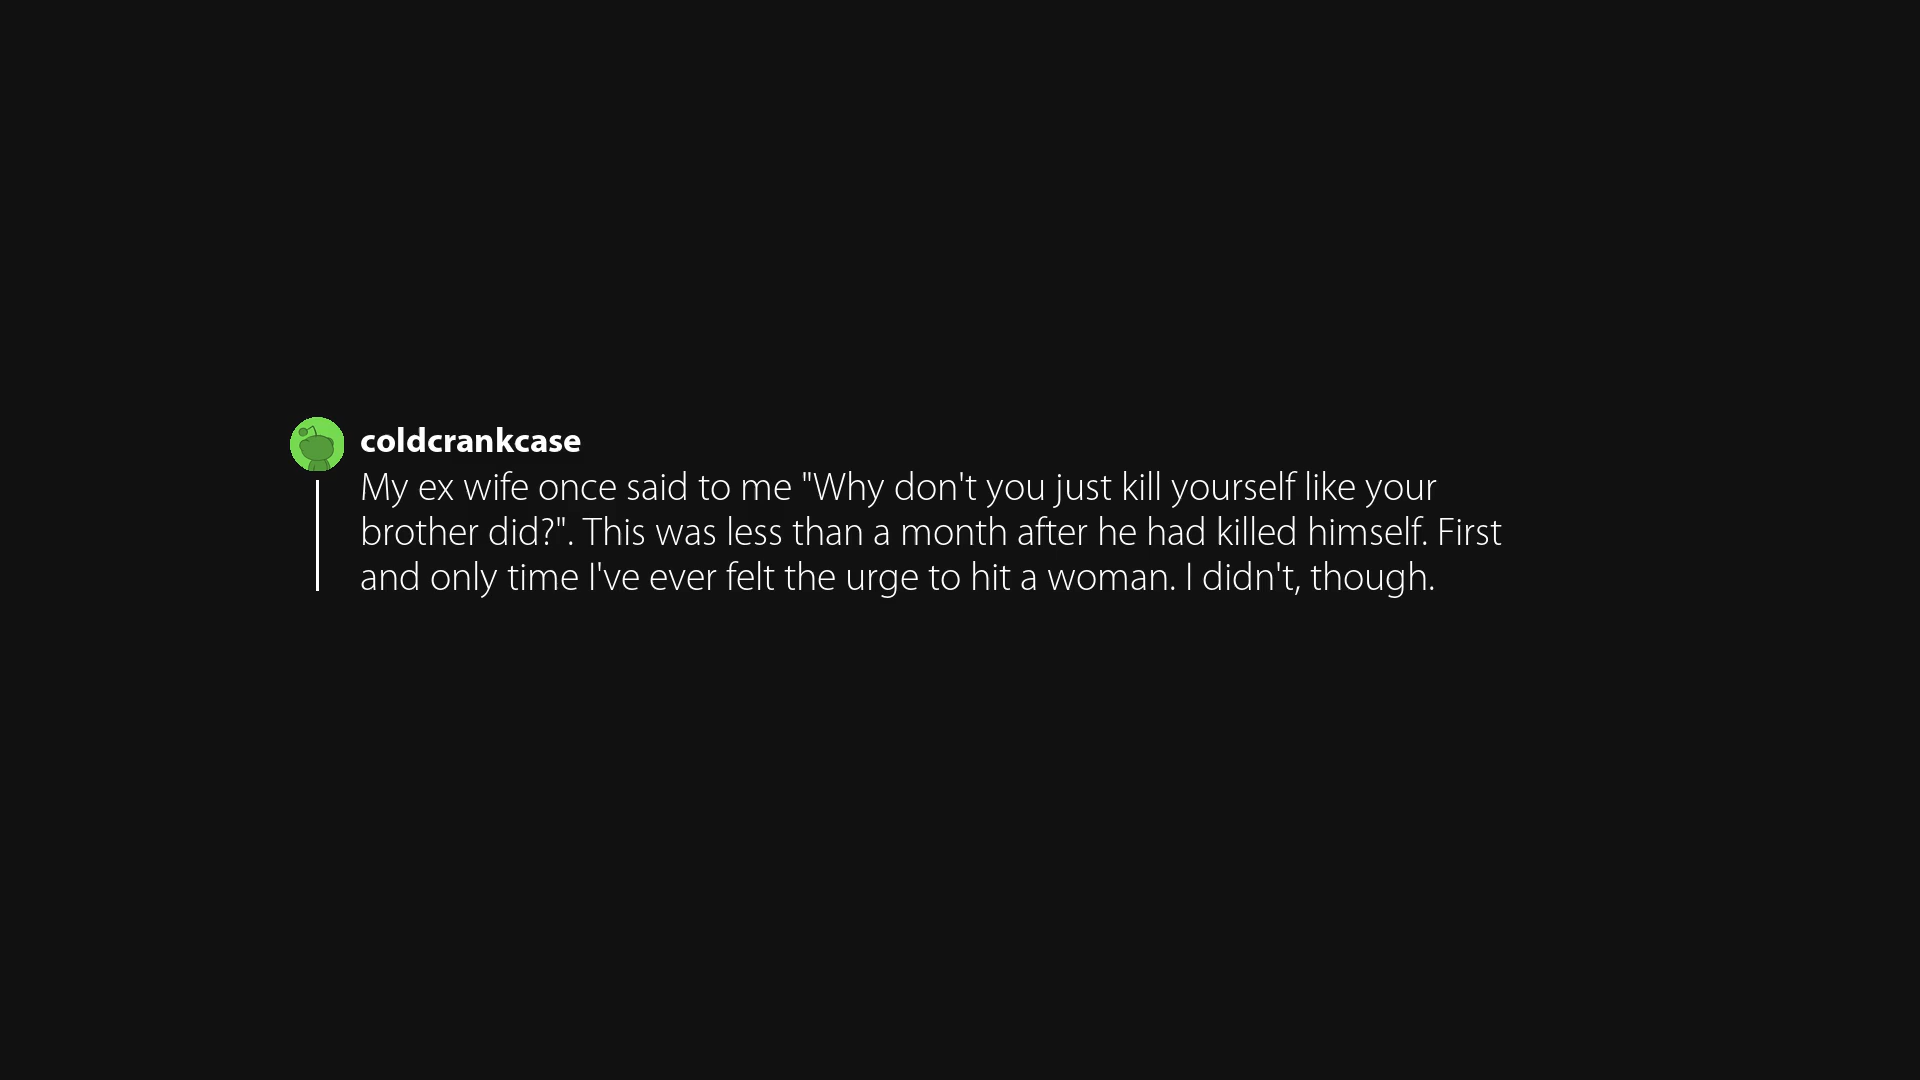 coldcrankcase
My ex wife once said to me "Why don't you just kill yourself like your
brother did?". This was less than a month after he had killed himself. First
and only time I've ever felt the urge to hit a woman. I didn't, though.